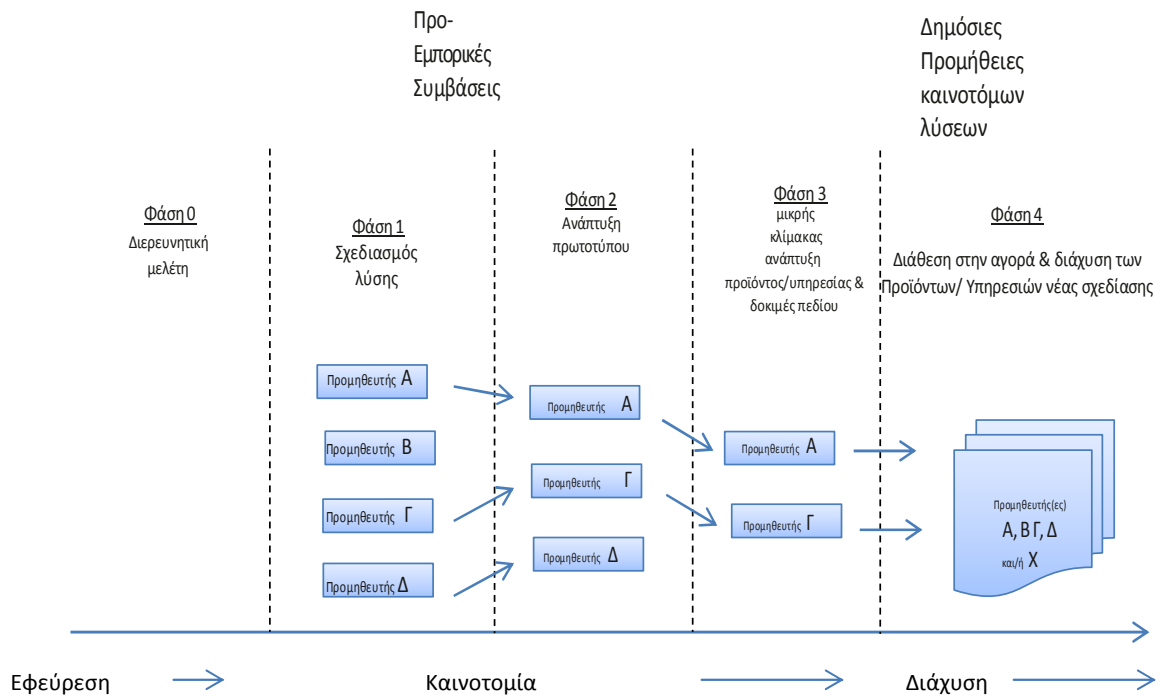 Προ-
Εμπορικές
Συμβάσεις
Δημόσιες
Προμήθειες
καινοτόμων
λύσεων
Φάση 0
Διερευνητική
μελέτη
Φάση 1
Σχεδιασμός
λύσης
Φάση 2
Ανάπτυξη
πρωτοτύπου
Φάση 3
μικρής
κλίμακας
ανάπτυξη
προϊόντος/υπηρεσίας &
δοκιμές πεδίου
Φάση 4
Διάθεση στην αγορά & διάχυση των
Προϊόντων/ Υπηρεσιών νέας σχεδίασης
Προμηθευτής Α
Προμηθευτής Β
Προμηθευτής Γ
Προμηθευτής Δ
Προμηθευτής Α
Προμηθευτής Γ
Προμηθευτής Δ
Προμηθευτής Α
Προμηθευτής Γ
Προμηθευτής(ες)
Α, Β Γ, Δ
και/ή Χ
Εφεύρεση
Καινοτομία
Διάχυση